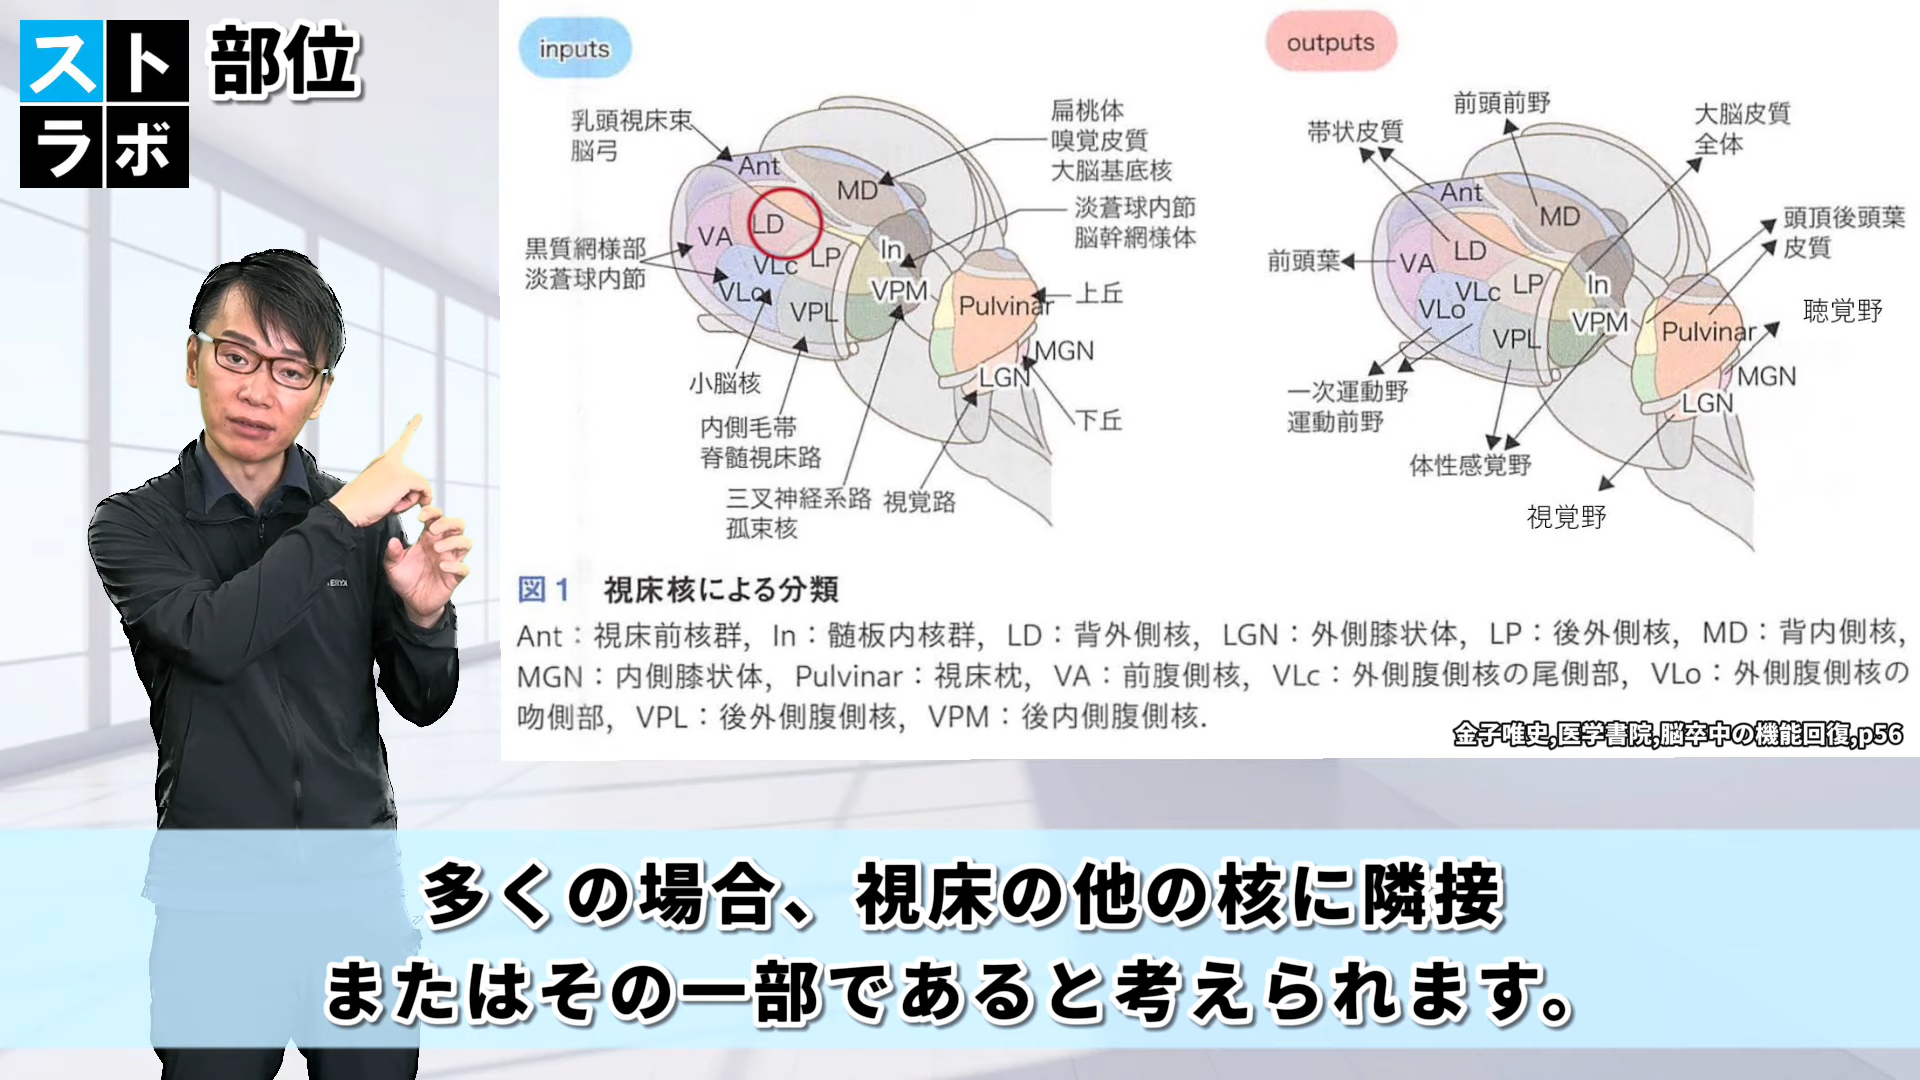 スト
ラボ
部位
inputs
乳頭視床束
脳弓
扁桃体
嗅覚皮質
大脳基底核
淡蒼球内節
脳幹網様体
黒質網様部
淡蒼球内節
Ant
MD
LD
VA
In
LP
VLc
VLo
VPM
VPL
Pulvinar
上丘
MGN
LGN
小脳核
下丘
内側毛帯
脊髄視床路
三叉神経系路
孤束核
視覚路
outputs
前頭前野
帯状皮質
大脳皮質
全体
Ant
MD
頭頂後頭葉
皮質
前頭葉
LD
VA
In
LP
VLc
VLo
VPM
VPL
Pulvinar
聴覚野
MGN
LGN
一次運動野
運動前野
体性感覚野
視覚野
図1 視床核による分類
Ant:視床前核群, In:髄板内核群, LD:背外側核, LGN:外側膝状体, LP:後外側核, MD:背内側核,
MGN:内側膝状体, Pulvinar:視床枕, VA:前腹側核, VLc:外側腹側核の尾側部, VLo:外側腹側核の
吻側部, VPL:後外側腹側核, VPM:後内側腹側核.
金子唯史,医学書院,脳卒中の機能回復,p56
多くの場合、視床の他の核に隣接
またはその一部であると考えられます。